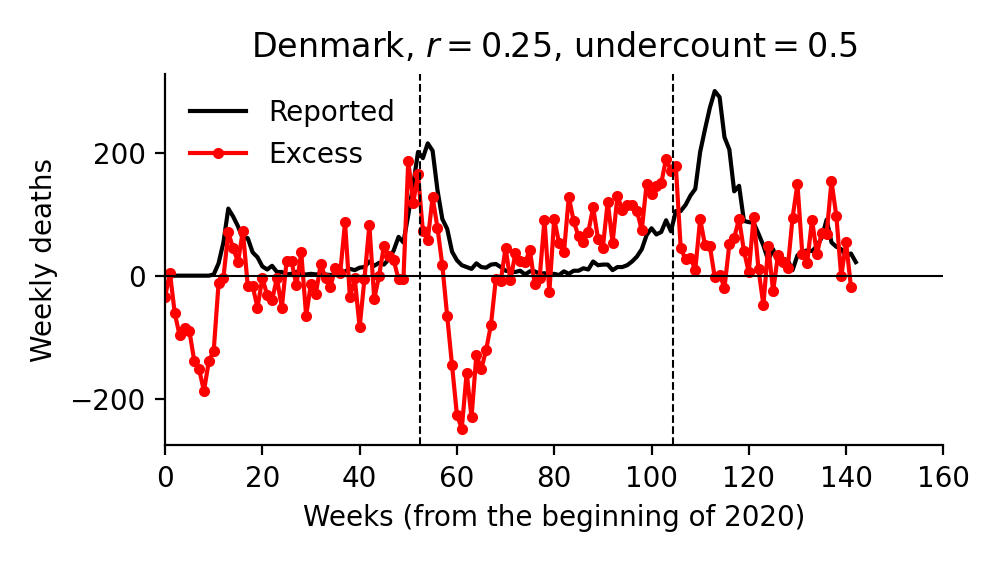 Denmark, r = 0.25, undercount = 0.5
Reported
Excess
Weekly deaths
200
0
−200
0 20 40 60 80 100 120 140 160
Weeks (from the beginning of 2020)